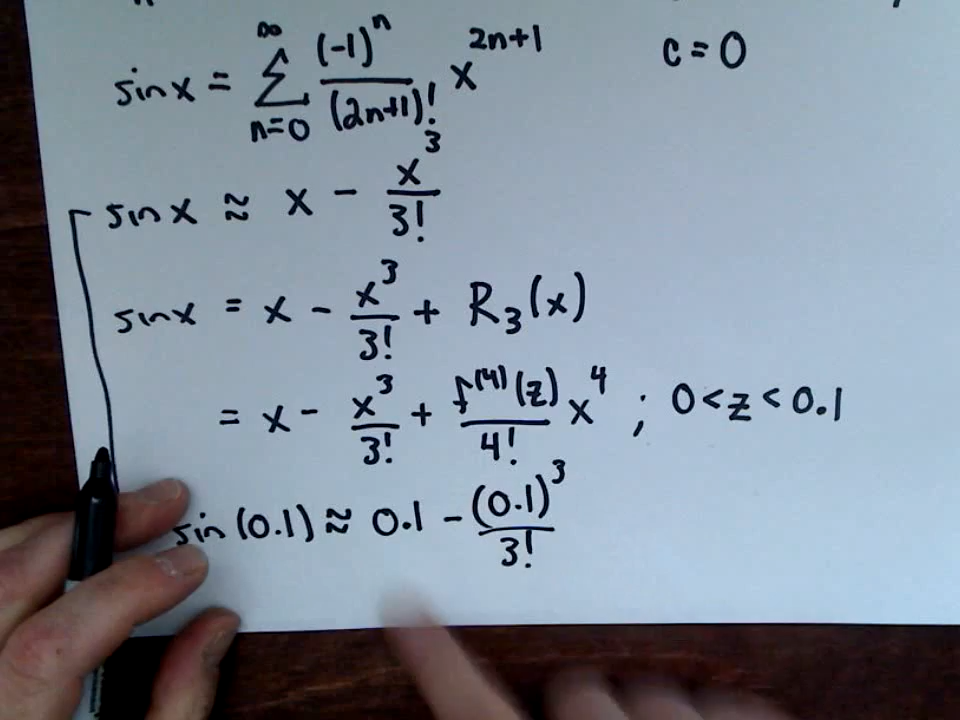 sin x = ∞ Σ n=0 (-1)^n / (2n+1)! x^(2n+1) c = 0
sin x ≈ x - x^3 / 3!
sin x = x - x^3 / 3! + R_3(x)
= x - x^3 / 3! + f^(4)(z) / 4! x^4 ; 0 < z < 0.1
sin(0.1) ≈ 0.1 - (0.1)^3 / 3!